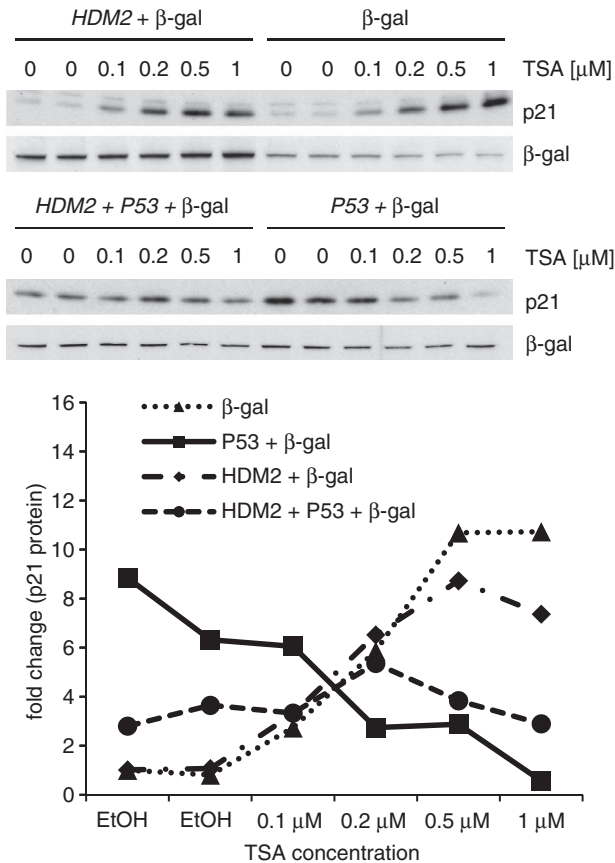 HDM2 + β-gal β-gal
0 0 0.1 0.2 0.5 1 0 0 0.1 0.2 0.5 1 TSA [μM]
p21
β-gal
HDM2 + P53 + β-gal P53 + β-gal
0 0 0.1 0.2 0.5 1 0 0 0.1 0.2 0.5 1 TSA [μM]
p21
β-gal
16
14
12
10
8
6
4
2
0
fold change (p21 protein)
β-gal
P53 + β-gal
HDM2 + β-gal
HDM2 + P53 + β-gal
EtOH EtOH 0.1 μM 0.2 μM 0.5 μM 1 μM
TSA concentration